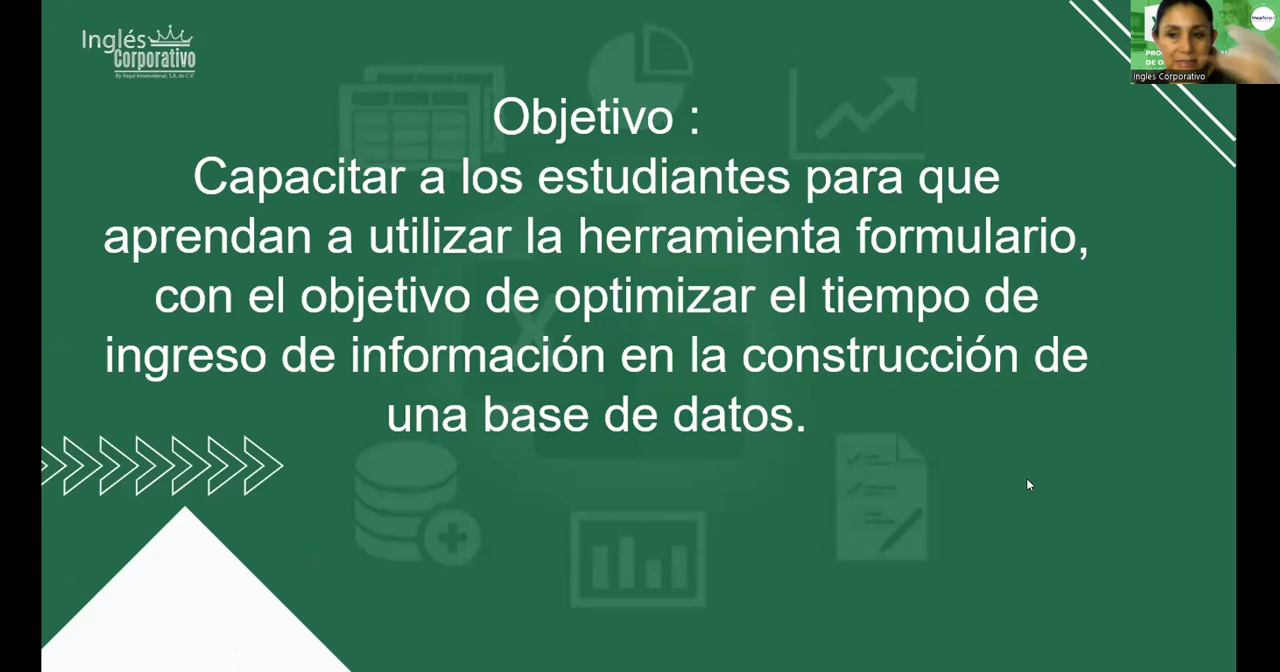 Inglés
Corporativo
Objetivo :
Capacitar a los estudiantes para que
aprendan a utilizar la herramienta formulario,
con el objetivo de optimizar el tiempo de
ingreso de información en la construcción de
una base de datos.
Ingles Corporativo